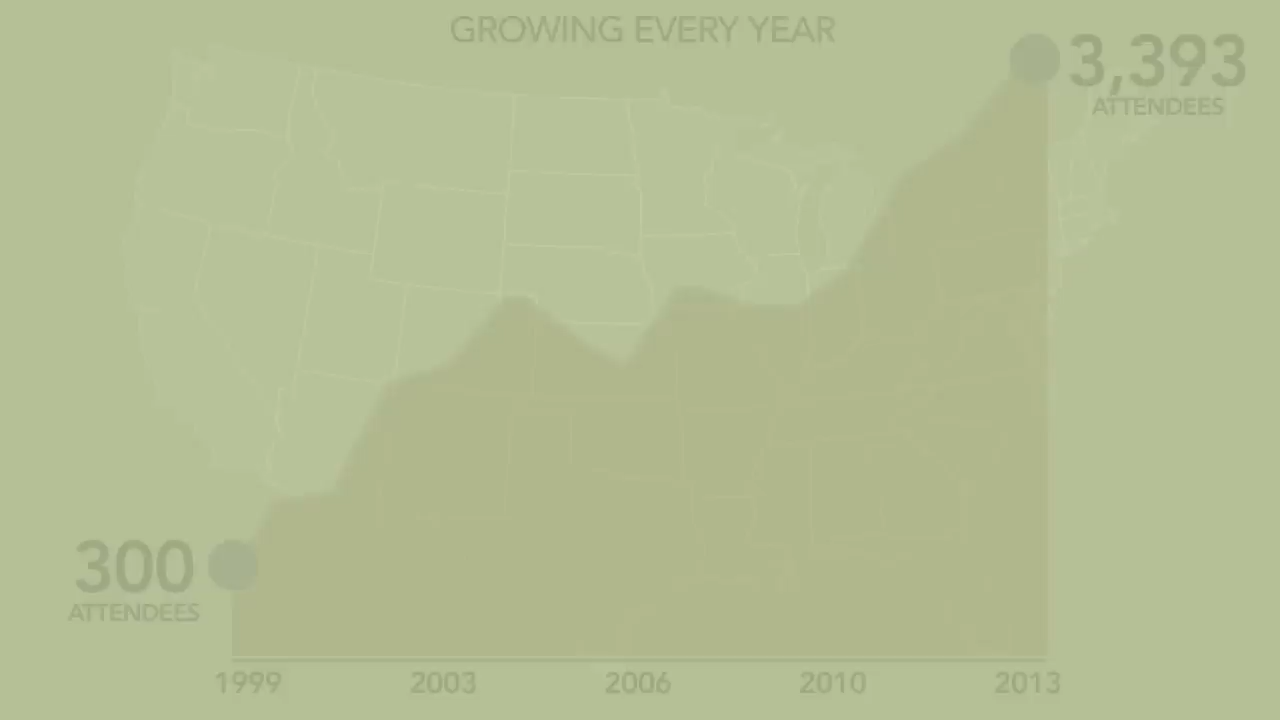 GROWING EVERY YEAR
3,393
ATTENDEES
300
ATTENDEES
1999 2003 2006 2010 2013